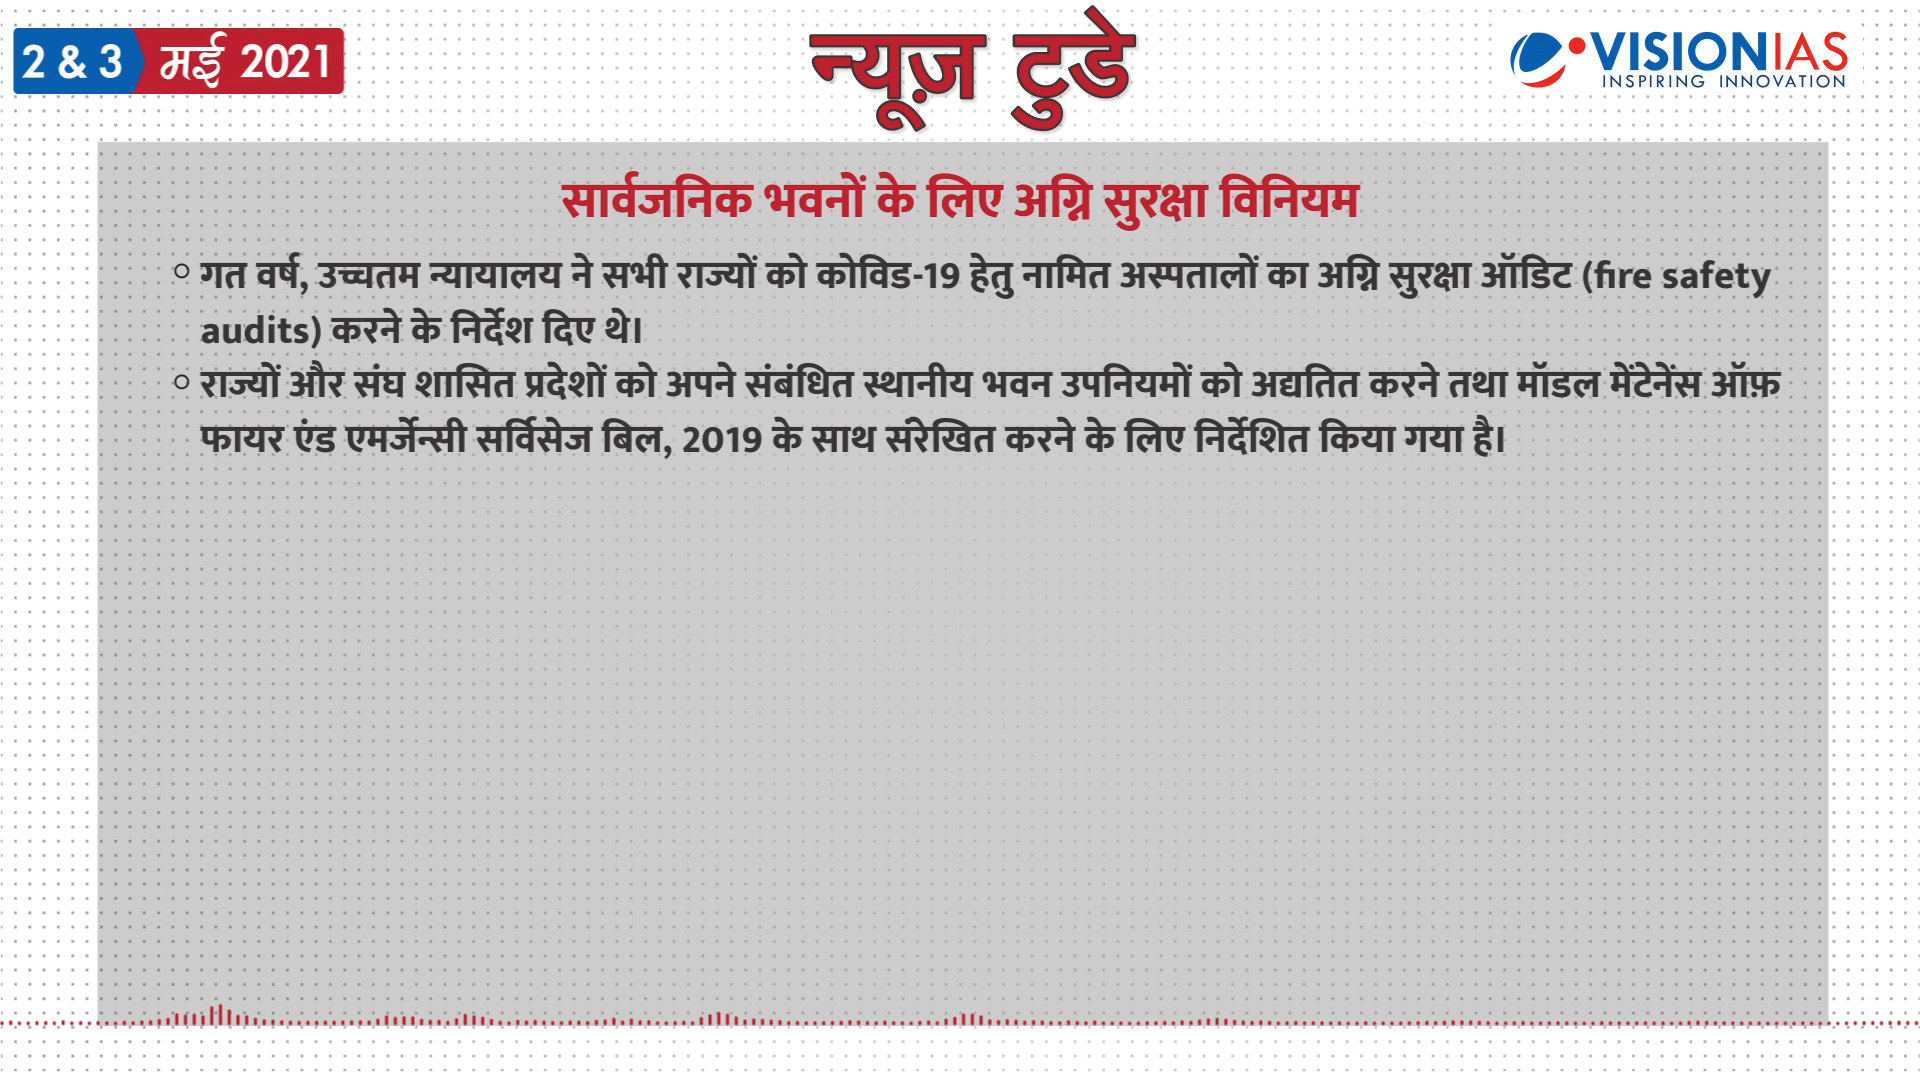 2 & 3 मई 2021
न्यूज़ टुडे
VISIONIAS
INSPIRING INNOVATION
सार्वजनिक भवनों के लिए अग्नि सुरक्षा विनियम
○ गत वर्ष, उच्चतम न्यायालय ने सभी राज्यों को कोविड-19 हेतु नामित अस्पतालों का अग्नि सुरक्षा ऑडिट (fire safety
audits) करने के निर्देश दिए थे।
○ राज्यों और संघ शासित प्रदेशों को अपने संबंधित स्थानीय भवन उपनियमों को अद्यतित करने तथा मॉडल मेंटेनेंस ऑफ़
फायर एंड एमर्जेन्सी सर्विसेज बिल, 2019 के साथ संरेखित करने के लिए निर्देशित किया गया है।